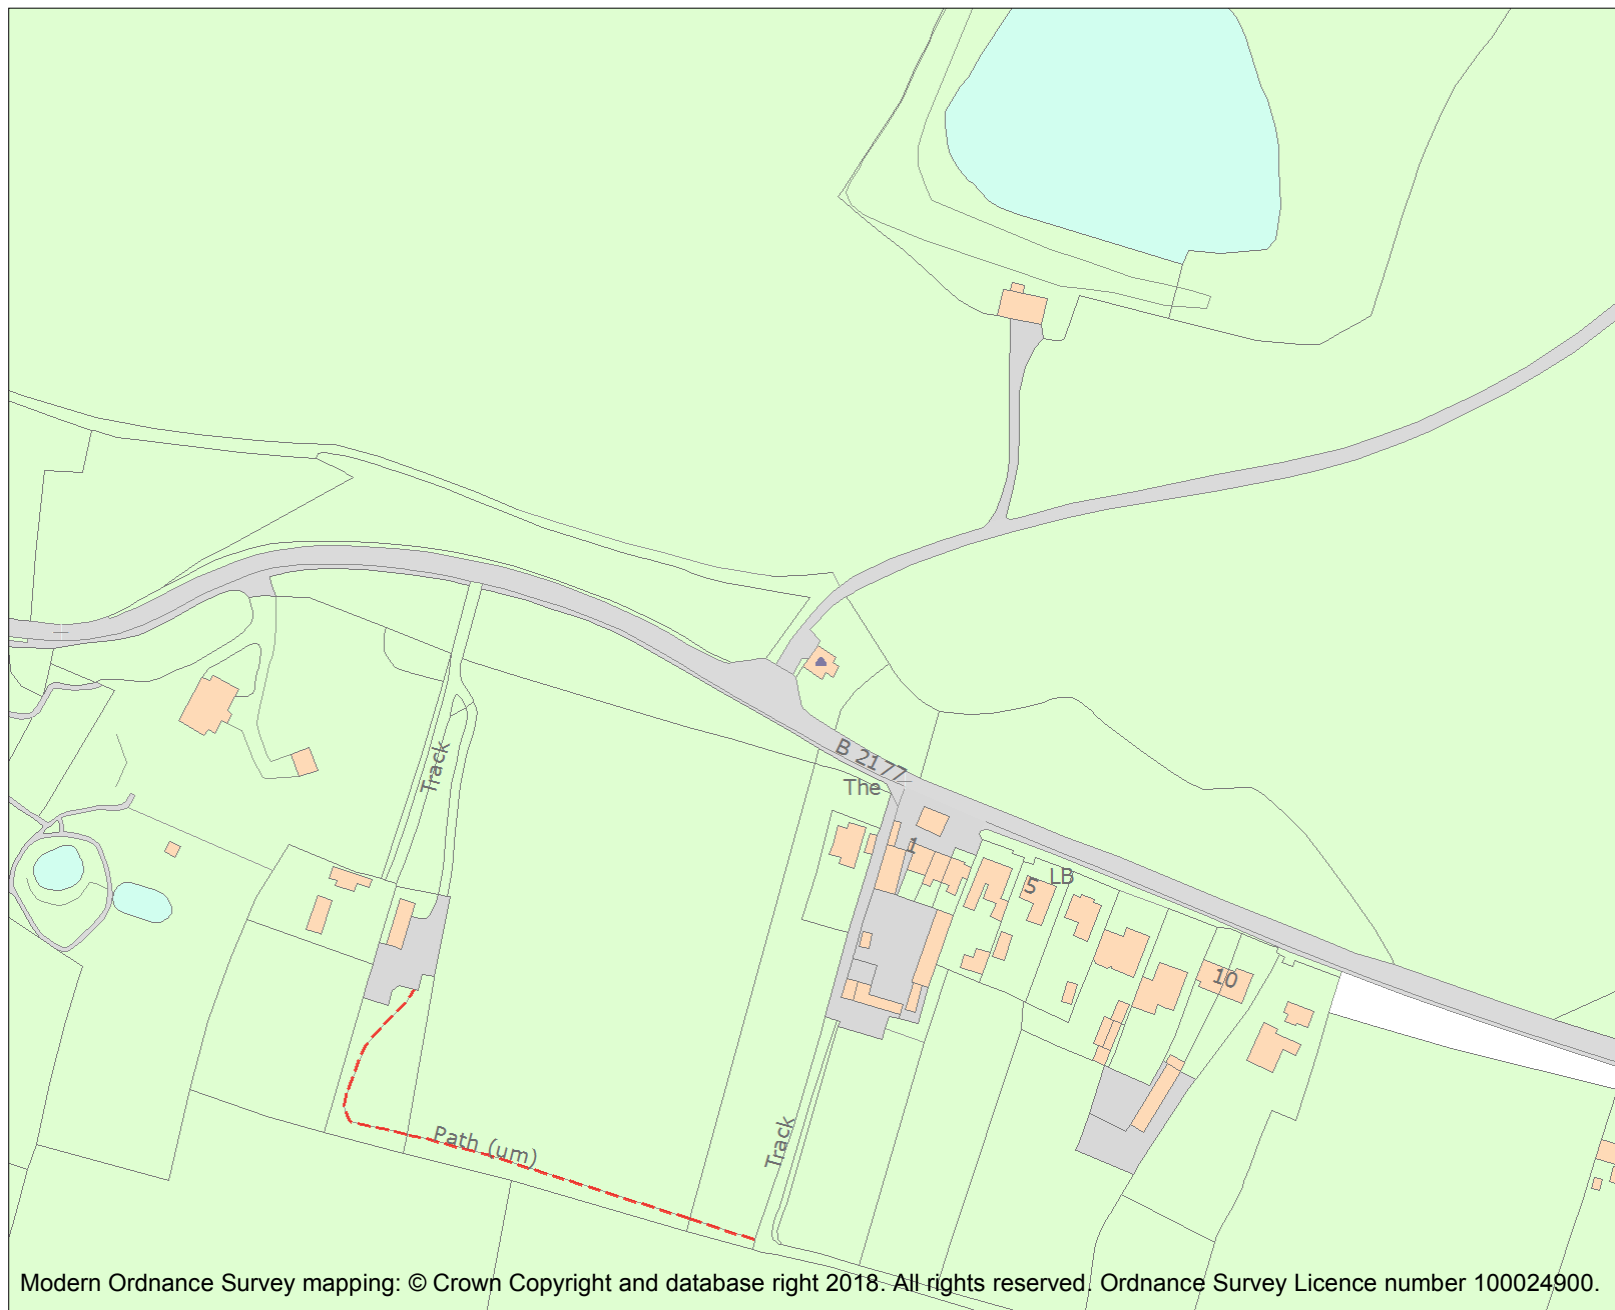 B 2177
Track
The
1
5
LB
10
Track
Path (um)
Modern Ordnance Survey mapping: © Crown Copyright and database right 2018. All rights reserved. Ordnance Survey Licence number 100024900.